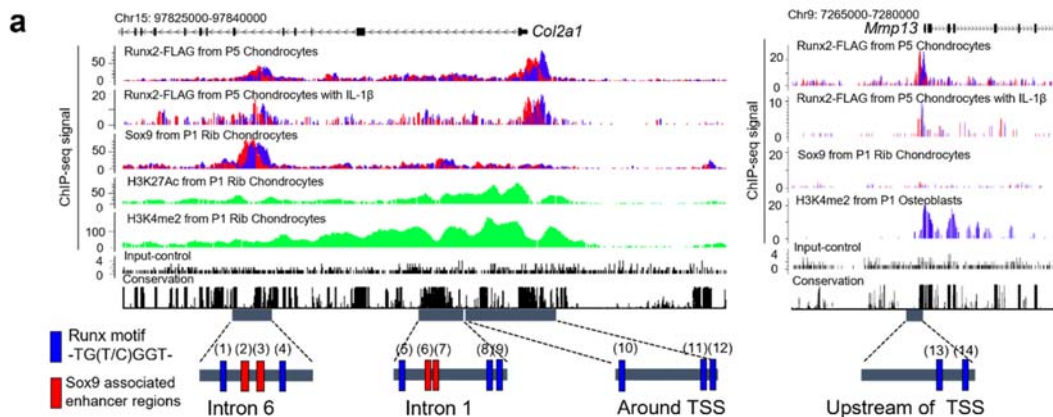 a
Chr15: 97825000-97840000
Col2a1
ChIP-seq signal
Runx2-FLAG from P5 Chondrocytes
50
0
Runx2-FLAG from P5 Chondrocytes with IL-1β
20
0
Sox9 from P1 Rib Chondrocytes
50
0
H3K27Ac from P1 Rib Chondrocytes
50
0
H3K4me2 from P1 Rib Chondrocytes
100
0
Input-control
4
0
Conservation
Runx motif
-TG(T/C)GGT-
Sox9 associated
enhancer regions
(1) (2) (3) (4)
Intron 6
(5) (6) (7) (8) (9)
Intron 1
(10) (11) (12)
Around TSS
Chr9: 7265000-7280000
Mmp13
ChIP-seq signal
Runx2-FLAG from P5 Chondrocytes
20
0
Runx2-FLAG from P5 Chondrocytes with IL-1β
10
0
Sox9 from P1 Rib Chondrocytes
50
0
H3K4me2 from P1 Osteoblasts
20
0
Input-control
4
0
Conservation
(13) (14)
Upstream of TSS